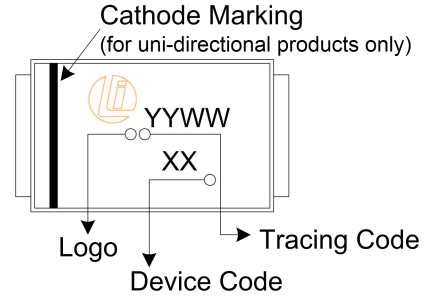 Cathode Marking
(for uni-directional products only)
YYWW
XX
Logo
Tracing Code
Device Code